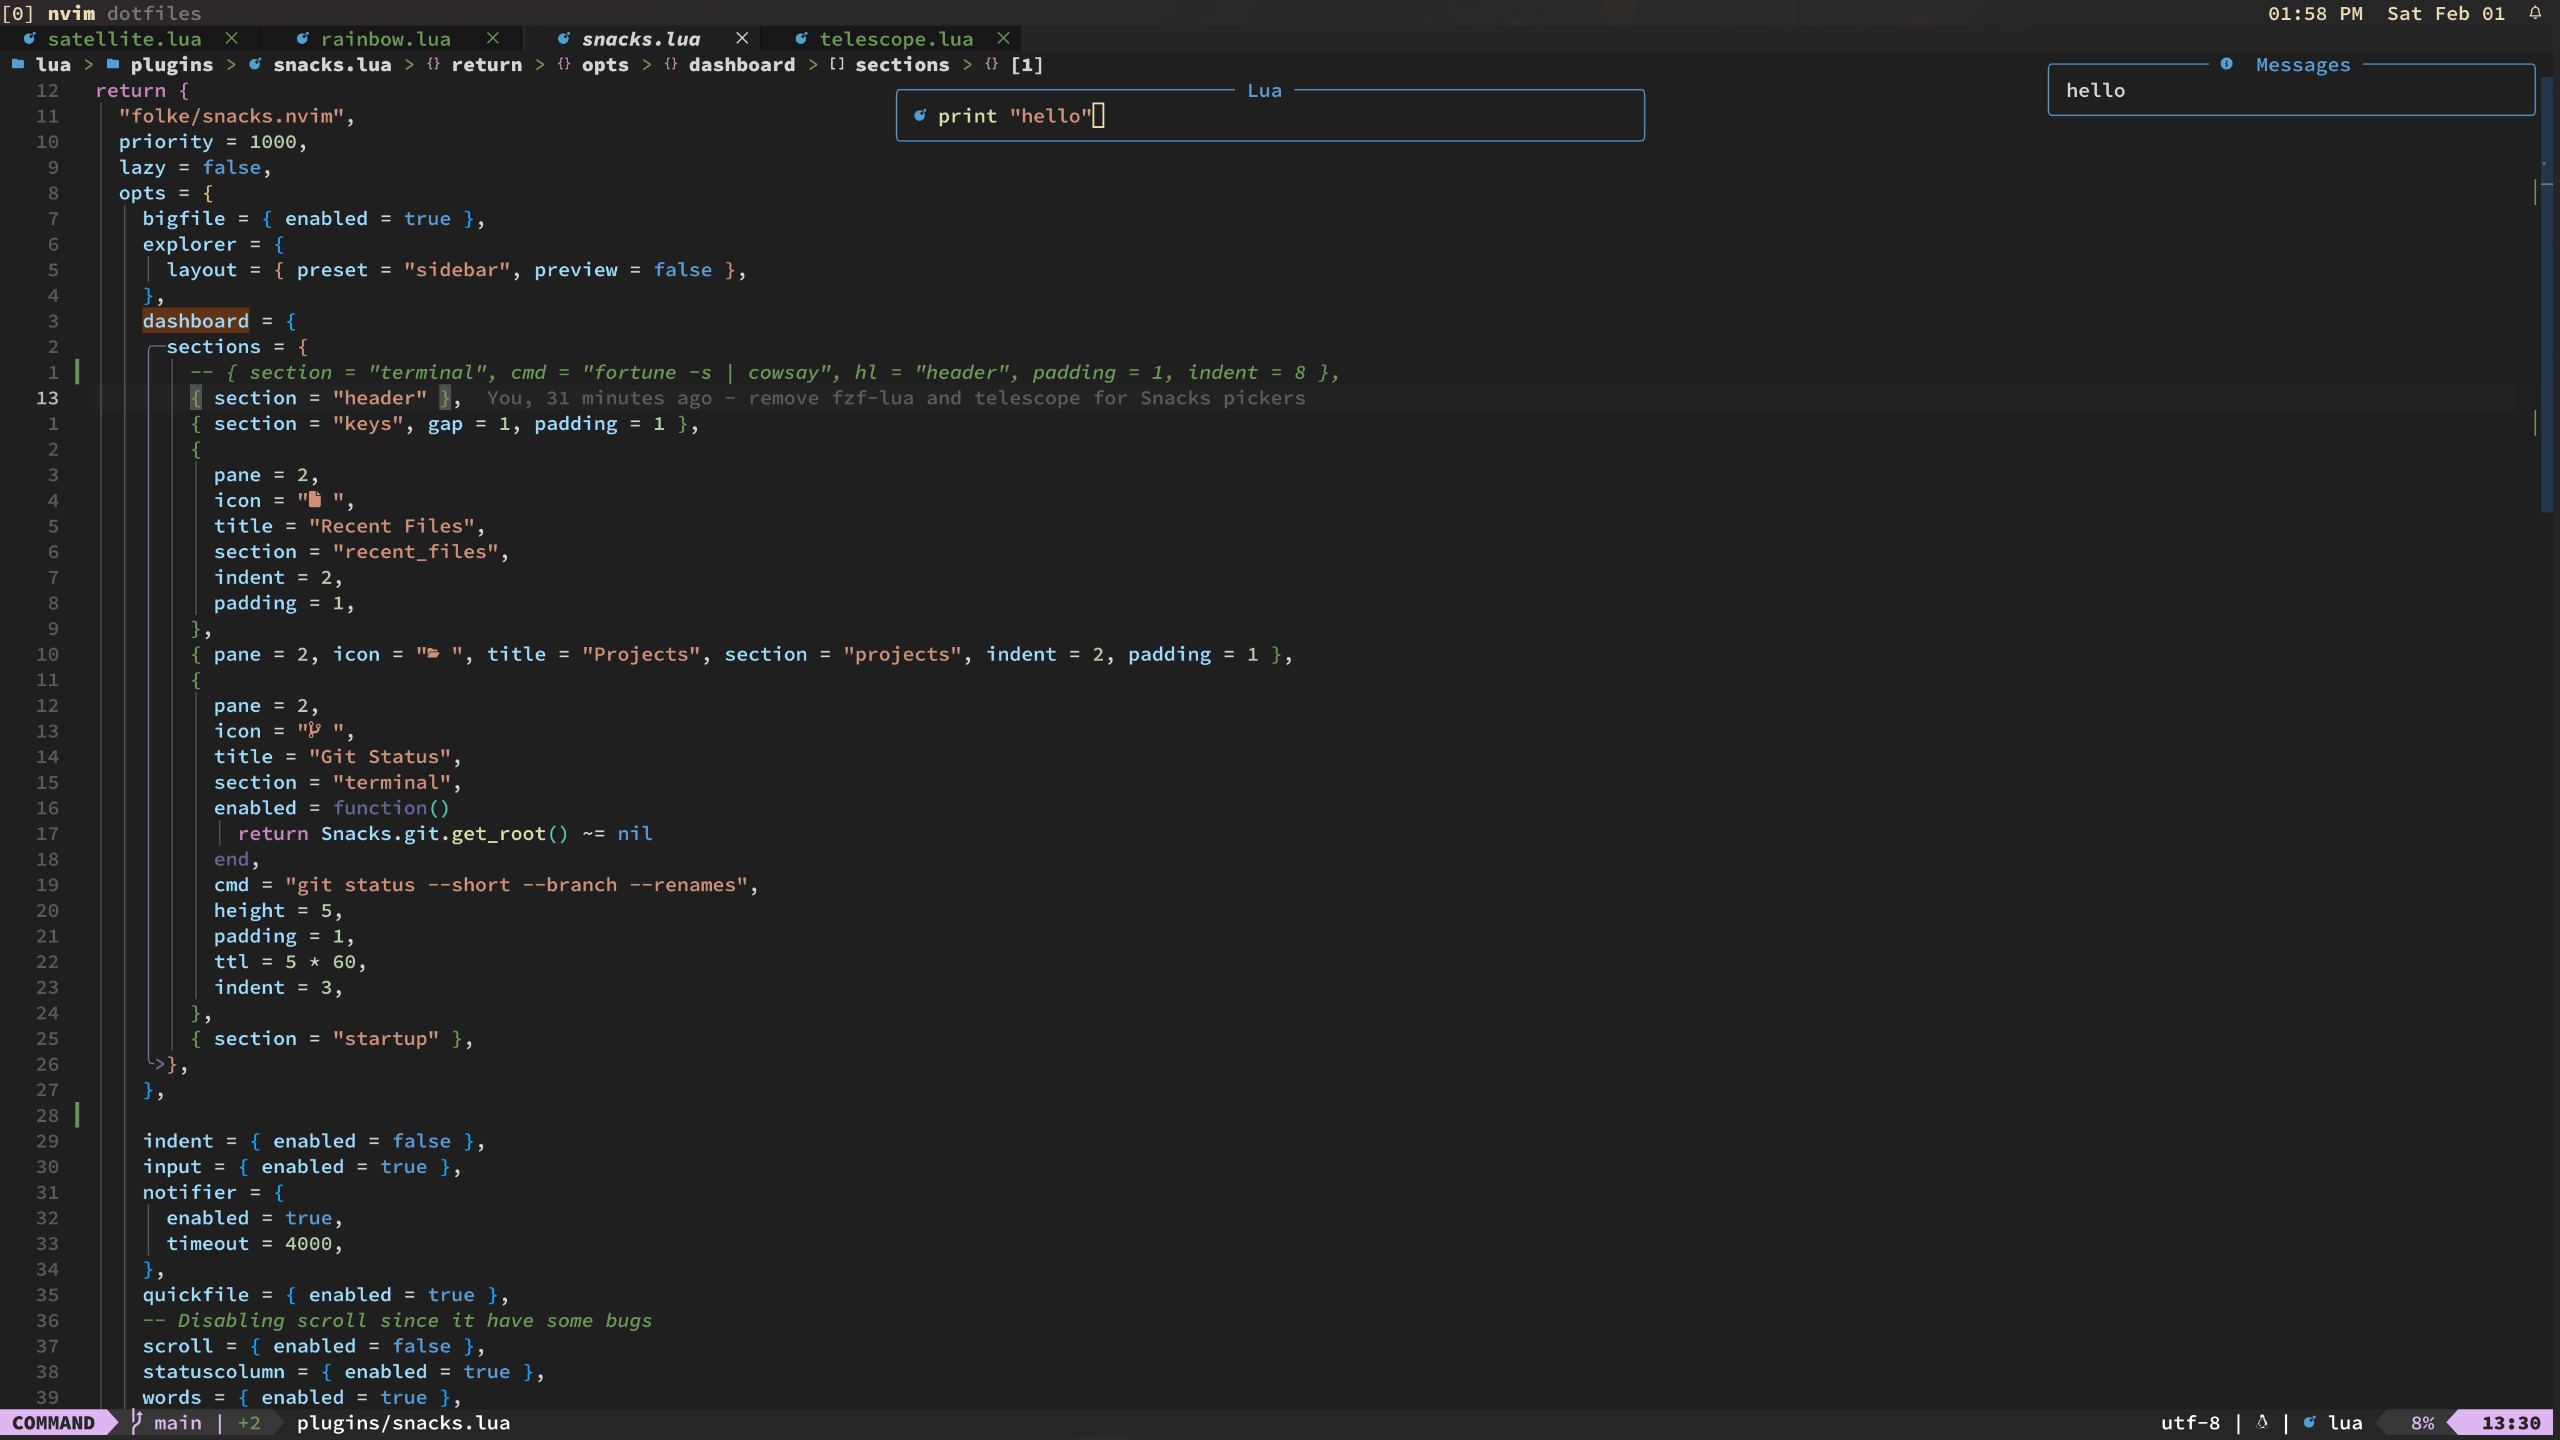 [0] nvim dotfiles 01:58 PM Sat Feb 01
satellite.lua rainbow.lua snacks.lua telescope.lua
lua > plugins > snacks.lua > {} return > {} opts > {} dashboard > [] sections > {} [1]
Messages
hello
Lua
print "hello"
12 return {
11 "folke/snacks.nvim",
10 priority = 1000,
9 lazy = false,
8 opts = {
7 bigfile = { enabled = true },
6 explorer = {
5 layout = { preset = "sidebar", preview = false },
4 },
3 dashboard = {
2 sections = {
1 -- { section = "terminal", cmd = "fortune -s | cowsay", hl = "header", padding = 1, indent = 8 },
13 { section = "header" }, You, 31 minutes ago - remove fzf-lua and telescope for Snacks pickers
1 { section = "keys", gap = 1, padding = 1 },
2 {
3 pane = 2,
4 icon = " ",
5 title = "Recent Files",
6 section = "recent_files",
7 indent = 2,
8 padding = 1,
9 },
10 { pane = 2, icon = " ", title = "Projects", section = "projects", indent = 2, padding = 1 },
11 {
12 pane = 2,
13 icon = " ",
14 title = "Git Status",
15 section = "terminal",
16 enabled = function()
17 return Snacks.git.get_root() ~= nil
18 end,
19 cmd = "git status --short --branch --renames",
20 height = 5,
21 padding = 1,
22 ttl = 5 * 60,
23 indent = 3,
24 },
25 { section = "startup" },
26 },
27 },
28
29 indent = { enabled = false },
30 input = { enabled = true },
31 notifier = {
32 enabled = true,
33 timeout = 4000,
34 },
35 quickfile = { enabled = true },
36 -- Disabling scroll since it have some bugs
37 scroll = { enabled = false },
38 statuscolumn = { enabled = true },
39 words = { enabled = true },
COMMAND main | +2 plugins/snacks.lua utf-8 | | lua 8% 13:30